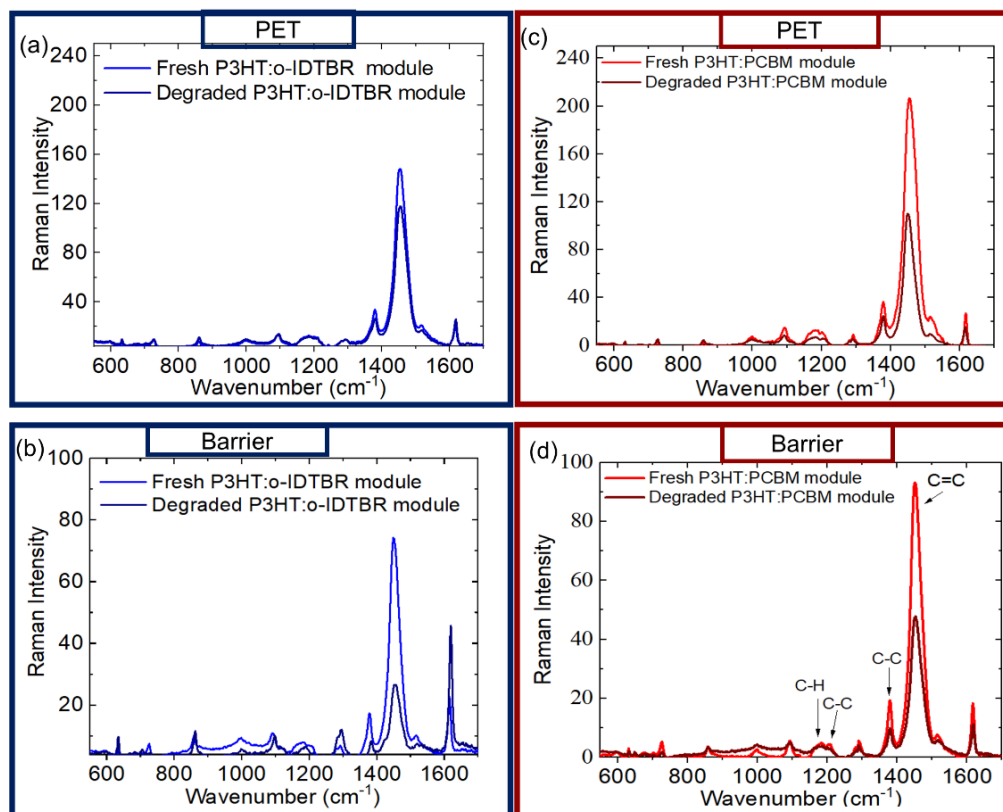 PET
(a)
Fresh P3HT:o-IDTBR module
Degraded P3HT:o-IDTBR module
240
200
160
120
80
40
Raman Intensity
600 800 1000 1200 1400 1600
Wavenumber (cm⁻¹)
PET
(c)
Fresh P3HT:PCBM module
Degraded P3HT:PCBM module
240
200
160
120
80
40
0
Raman Intensity
600 800 1000 1200 1400 1600
Wavenumber (cm⁻¹)
Barrier
(b)
Fresh P3HT:o-IDTBR module
Degraded P3HT:o-IDTBR module
100
80
60
40
20
Raman Intensity
600 800 1000 1200 1400 1600
Wavenumber (cm⁻¹)
Barrier
(d)
Fresh P3HT:PCBM module
Degraded P3HT:PCBM module
C=C
C-C
C-H
C-C
100
80
60
40
20
0
Raman Intensity
600 800 1000 1200 1400 1600
Wavenumber (cm⁻¹)